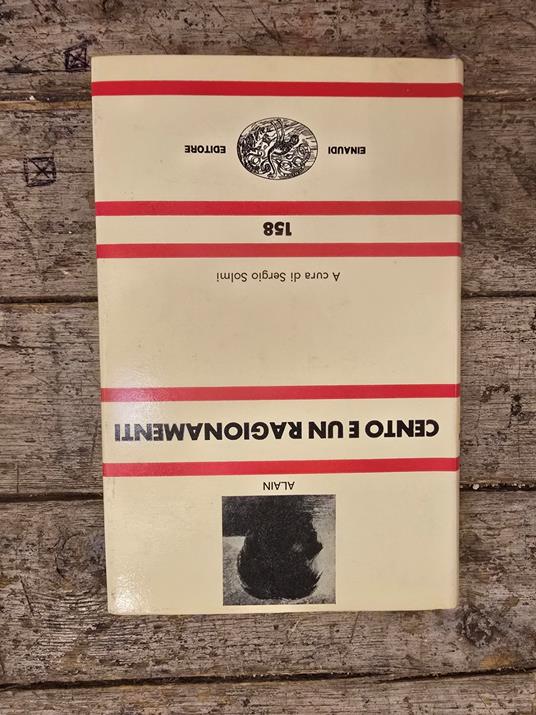 ALAIN
CENTO E UN RAGIONAMENTI
A cura di Sergio Solmi
158
EINAUDI EDITORE